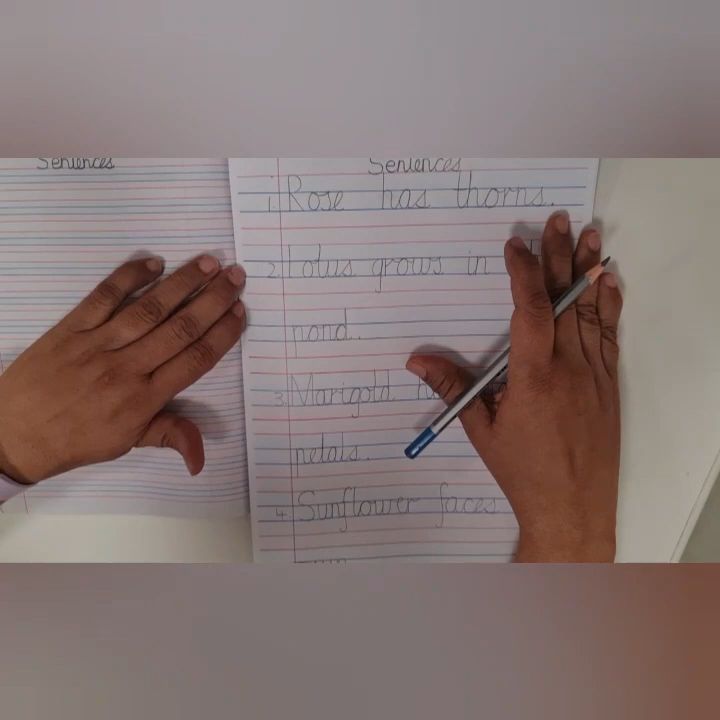 Sentences
Sentences
1. Rose has thorns.
2. Lotus grows in
pond.
3. Marigold
petals.
4. Sunflower faces